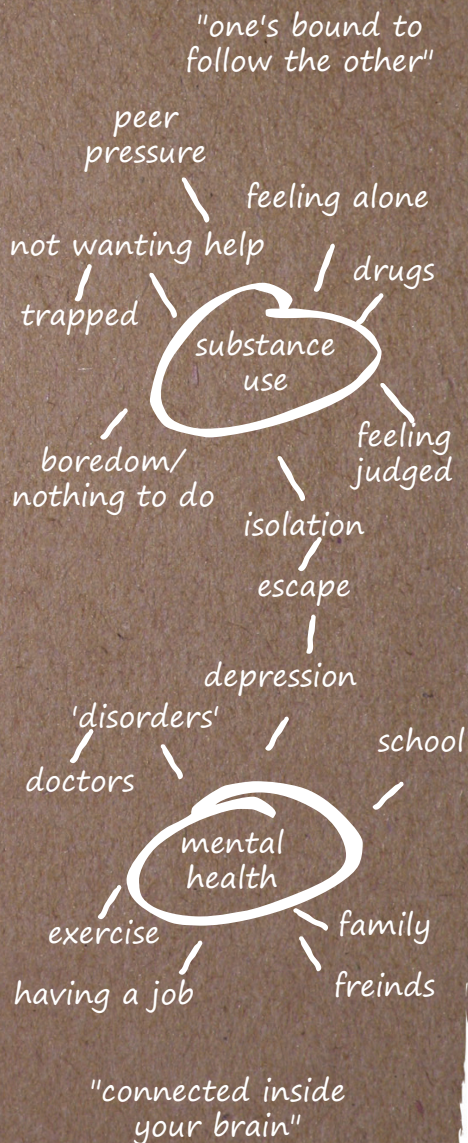 "one's bound to
follow the other"
peer
pressure
feeling alone
not wanting help
drugs
trapped
substance
use
feeling
judged
boredom/
nothing to do
isolation
escape
depression
'disorders'
school
doctors
mental
health
family
exercise
freinds
having a job
"connected inside
your brain"